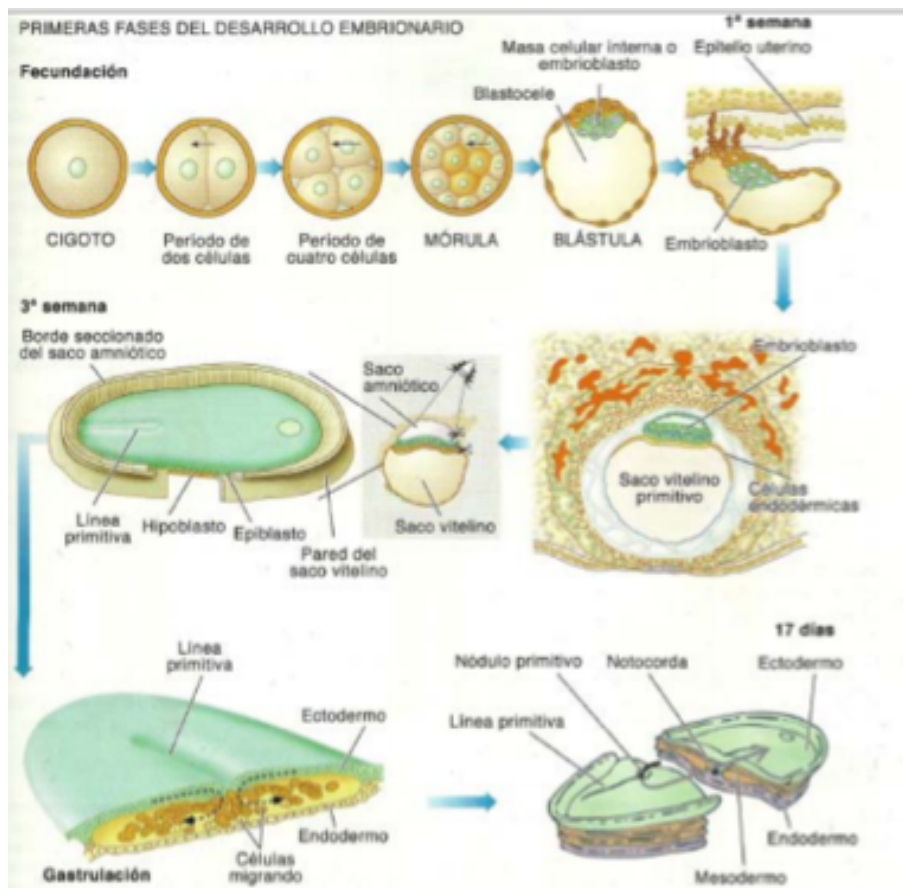 PRIMERAS FASES DEL DESARROLLO EMBRIONARIO
1ª semana
Fecundación
Masa celular interna o
embrioblasto
Epitelio uterino
Blastocele
CIGOTO
Período de
dos células
Período de
cuatro células
MÓRULA
BLÁSTULA
Embrioblasto
3ª semana
Borde seccionado
del saco amniótico
Saco
amniótico
Embrioblasto
Saco vitelino
primitivo
Células
endodérmicas
Línea
primitiva
Hipoblasto
Epiblasto
Saco vitelino
Pared del
saco vitelino
17 días
Línea
primitiva
Nódulo primitivo
Notocorda
Ectodermo
Ectodermo
Línea primitiva
Endodermo
Células
migrando
Gastrulación
Endodermo
Mesodermo